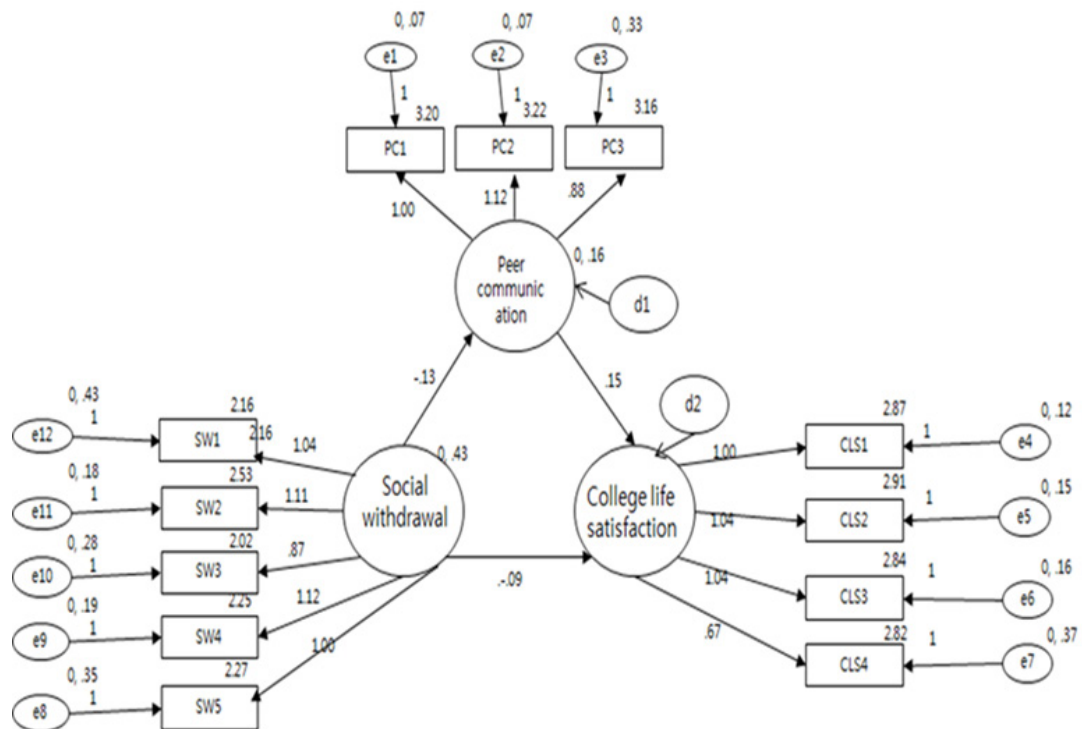 0, .07
0, .07
0, .33
e1
e2
e3
1
1
1
3.20
3.22
3.16
PC1
PC2
PC3
1.00
1.12
.88
0, .16
Peer
communic
ation
d1
-.13
.15
d2
0, .43
1
e12
2.16
SW1
2.16
1.04
0, .43
0, .18
1
e11
2.53
SW2
1.11
0, .28
1
e10
2.02
SW3
.87
0, .19
1
e9
2.25
SW4
1.12
0, .35
1
e8
2.27
SW5
1.00
Social
withdrawal
-.-.09
College life
satisfaction
1.00
2.87
CLS1
1
0, .12
e4
1.04
2.91
CLS2
1
0, .15
e5
1.04
2.84
CLS3
1
0, .16
e6
.67
2.82
CLS4
1
0, .37
e7